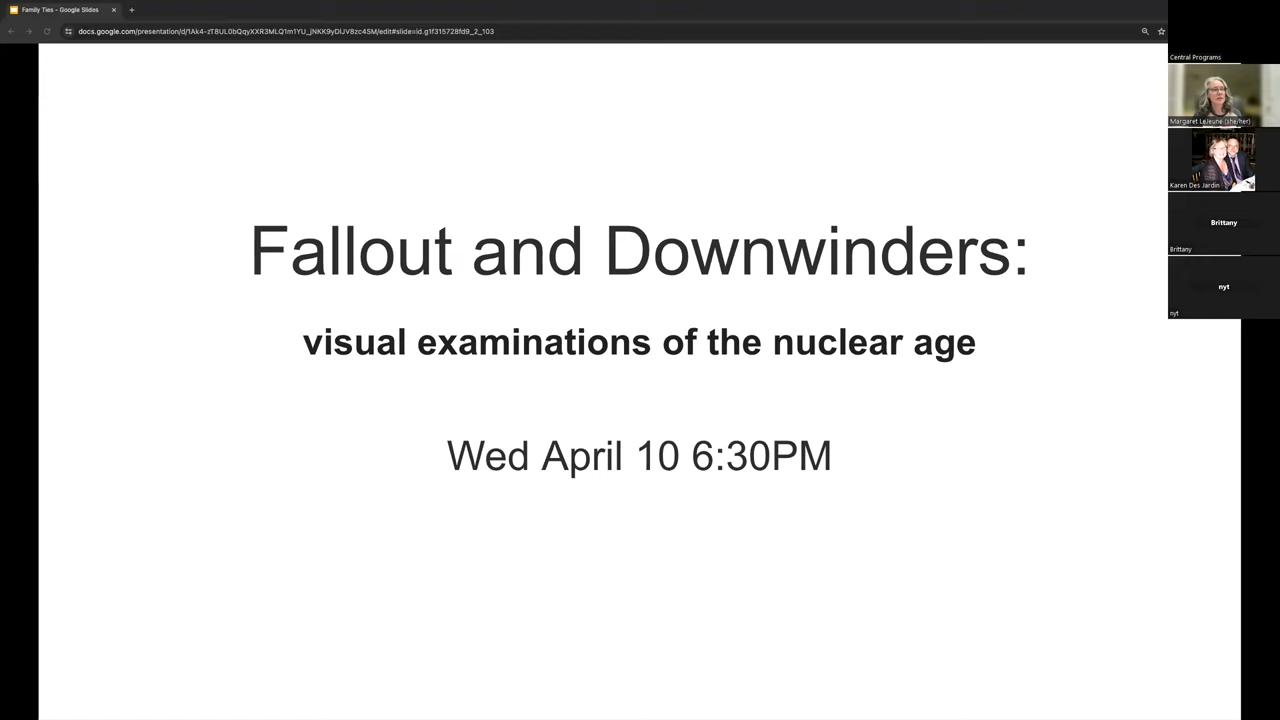 Family Ties - Google Slides
docs.google.com/presentation/d/1Ak4-zT8UL0bQqyXXR3MLQ1m1YU_jNKK9yDlJV8zc4SM/edit#slide=id.g1f315728fd9_2_103
Central Programs
Margaret LeJeune (she/her)
Karen Des Jardin
Brittany
Brittany
nyt
nyt
Fallout and Downwinders:
visual examinations of the nuclear age
Wed April 10 6:30PM